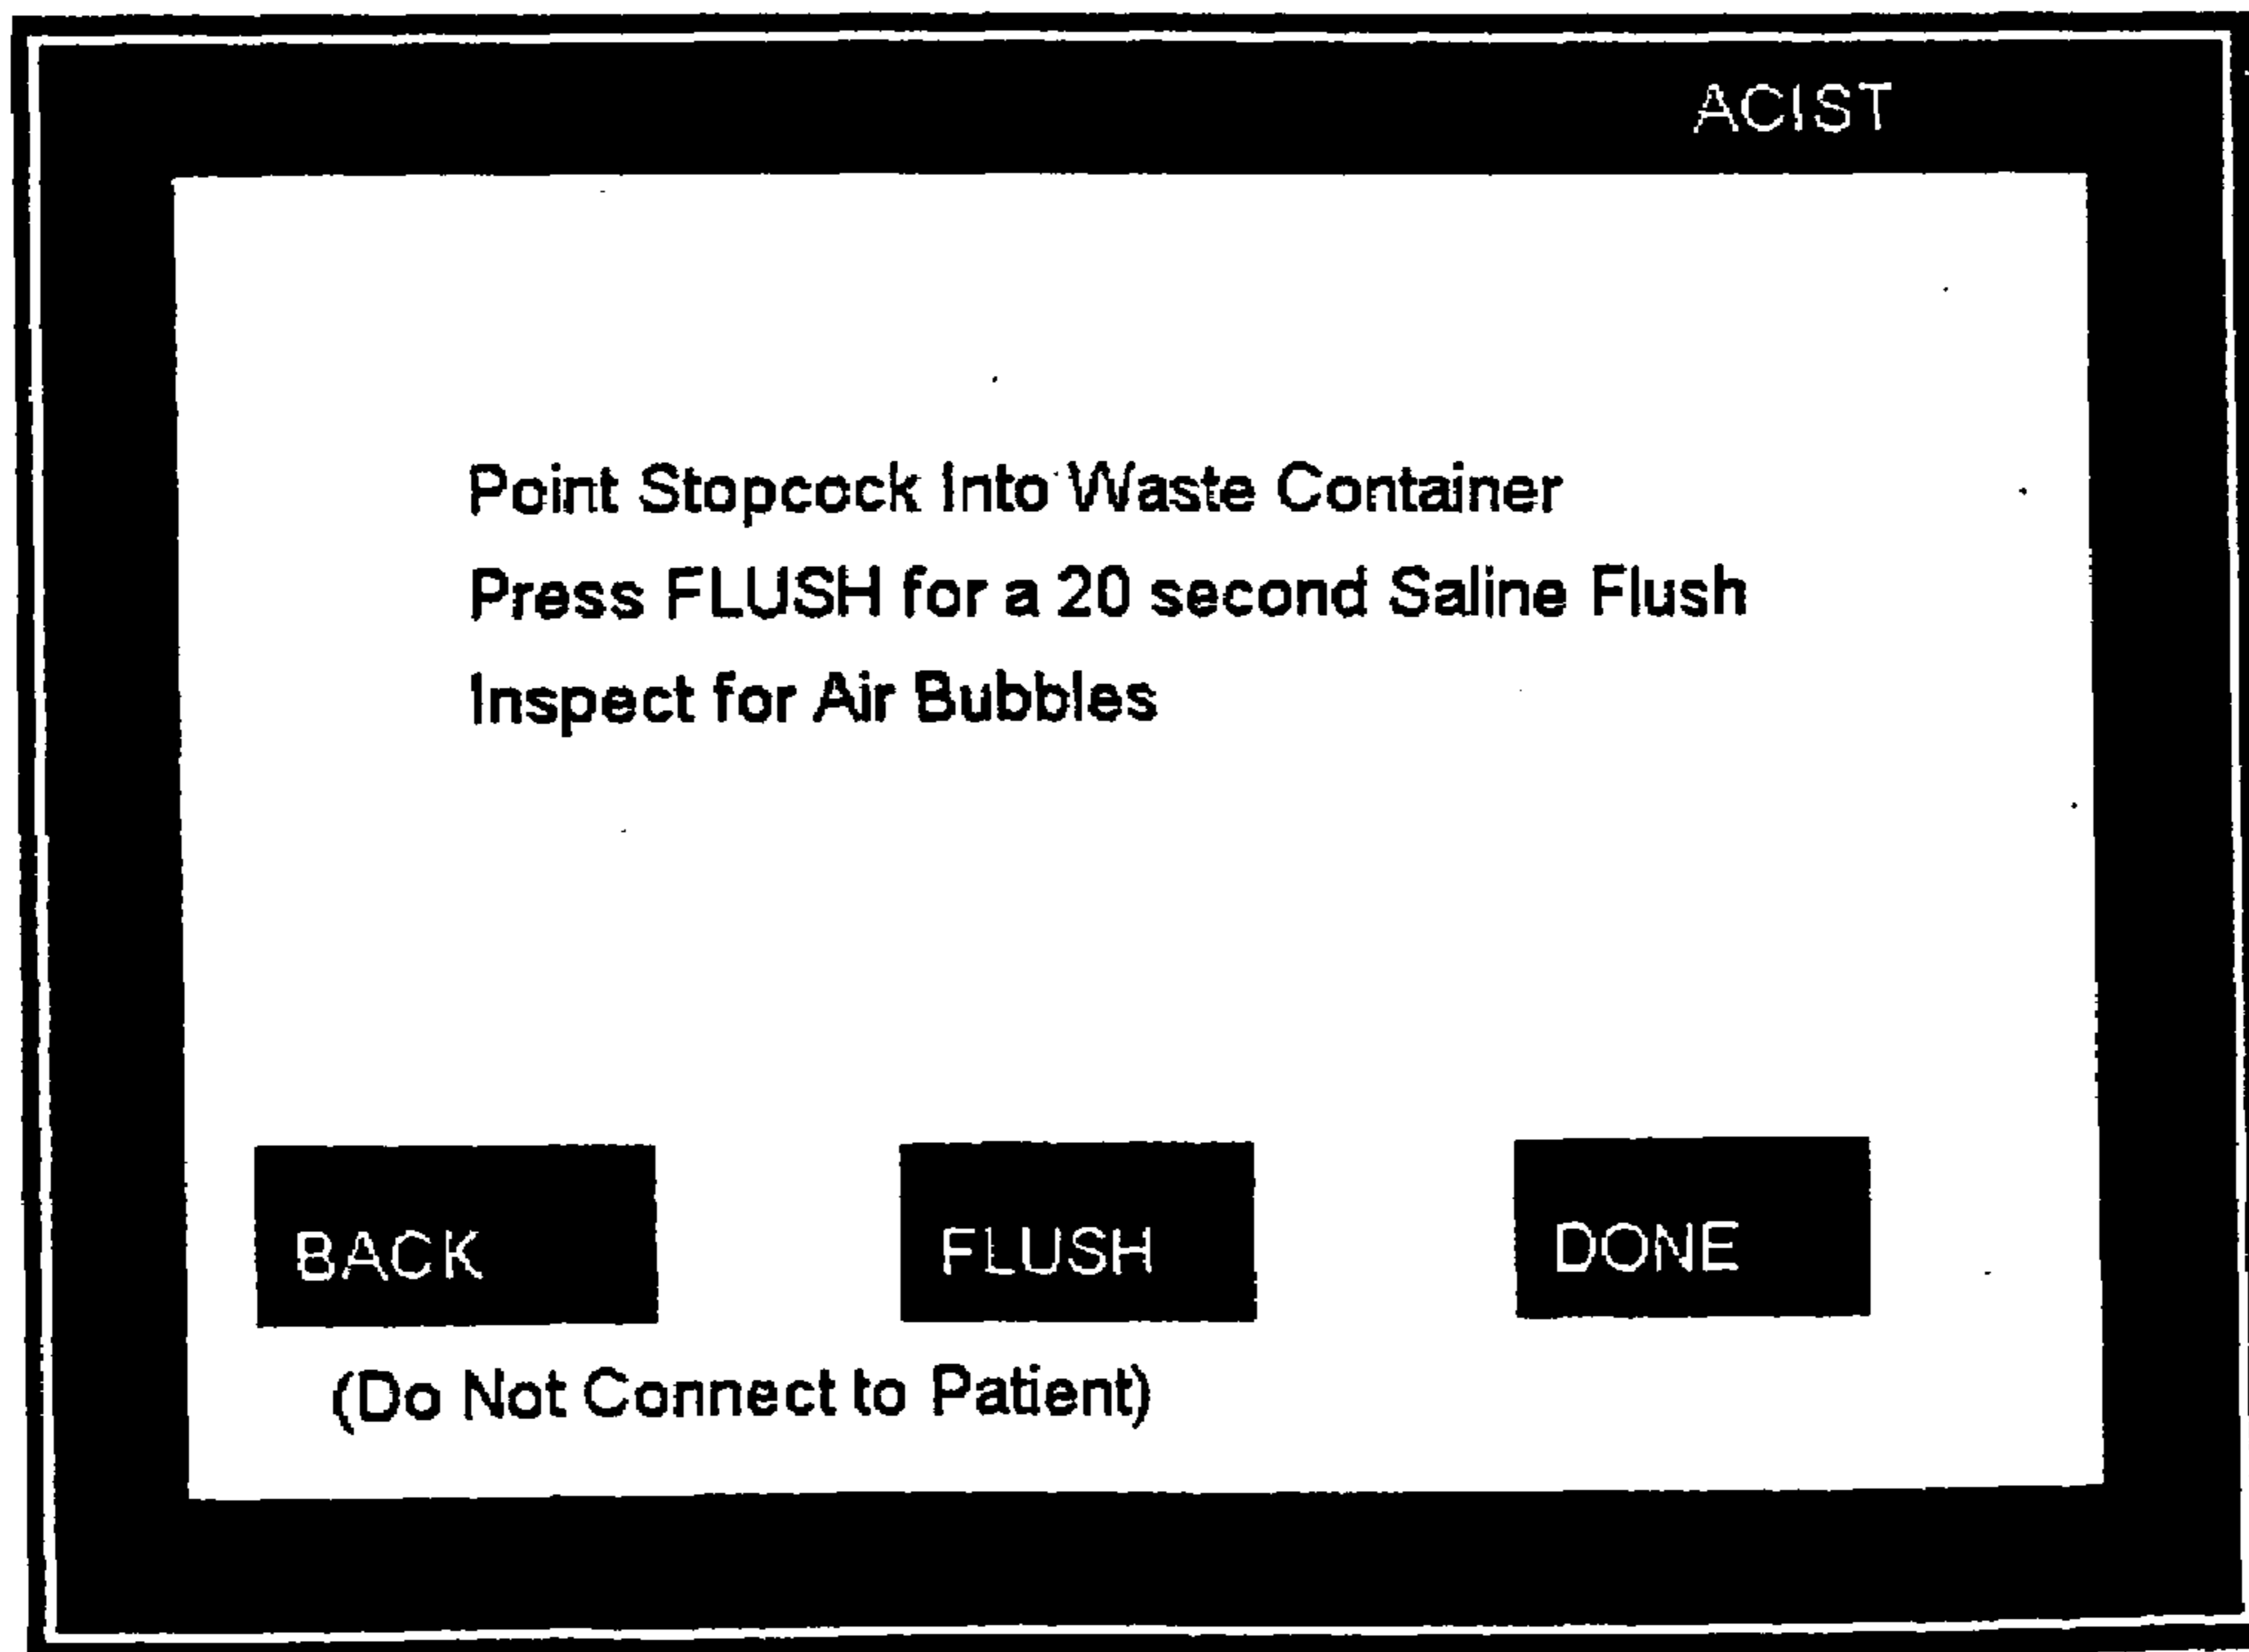 ACIST
Point Stopcock Into Waste Container
Press FLUSH for a 20 second Saline Flush
Inspect for Air Bubbles
BACK FLUSH DONE
(Do Not Connect to Patient)